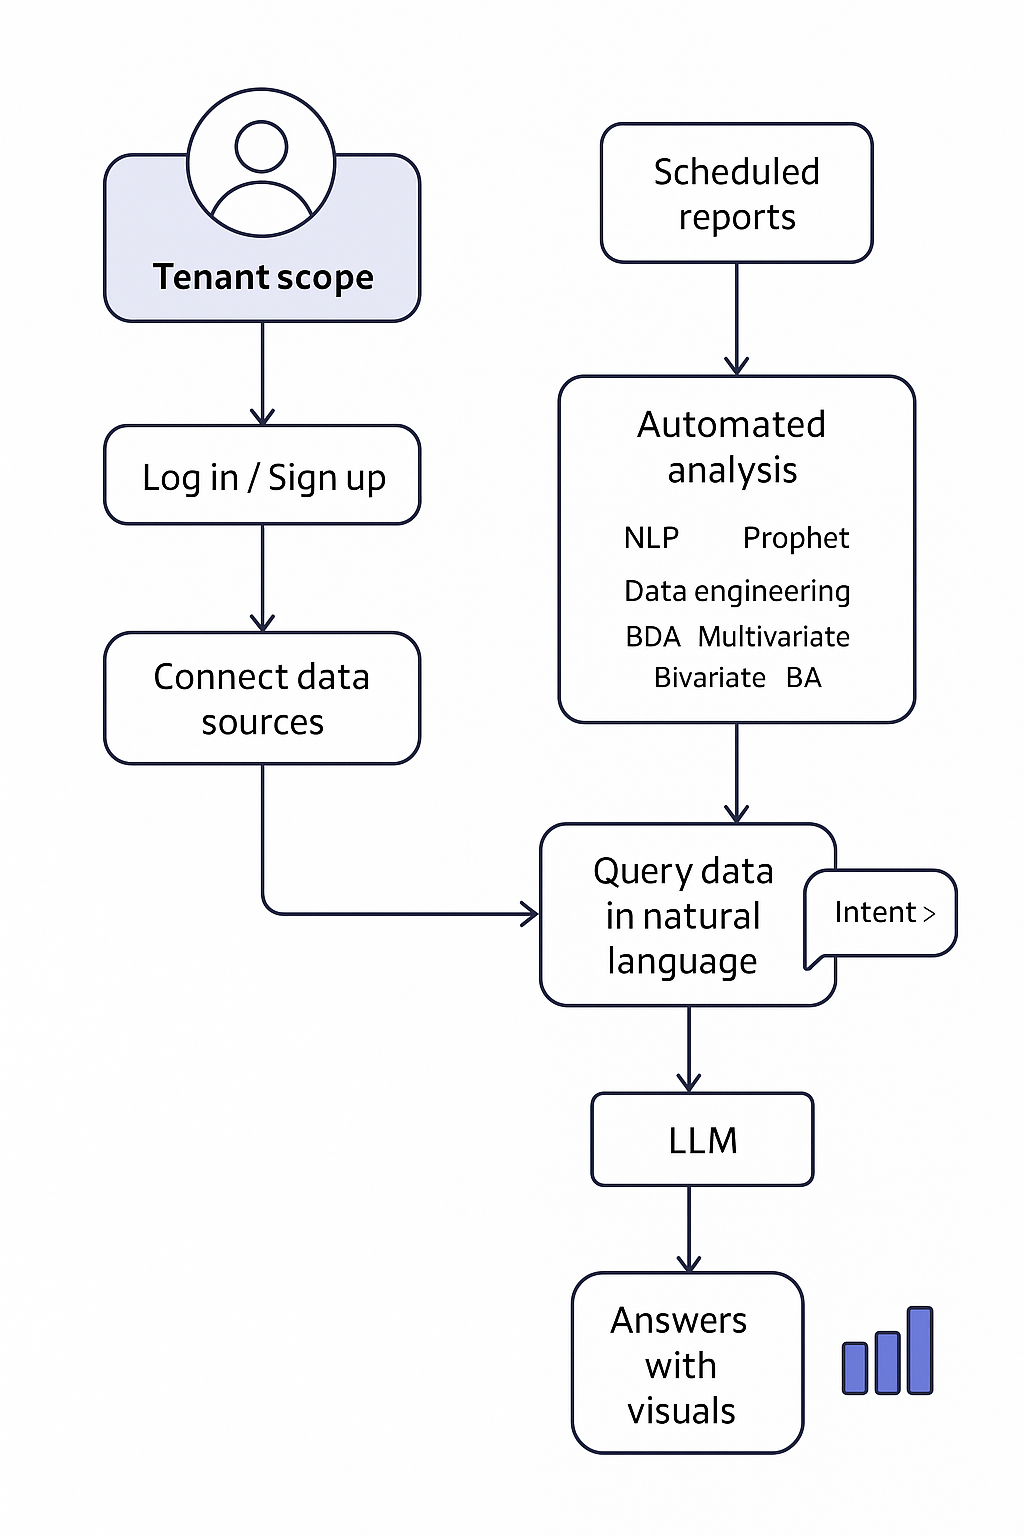 Tenant scope
Log in / Sign up
Connect data
sources
Scheduled
reports
Automated
analysis
NLP Prophet
Data engineering
BDA Multivariate
Bivariate BA
Query data
in natural
language
Intent >
LLM
Answers
with
visuals